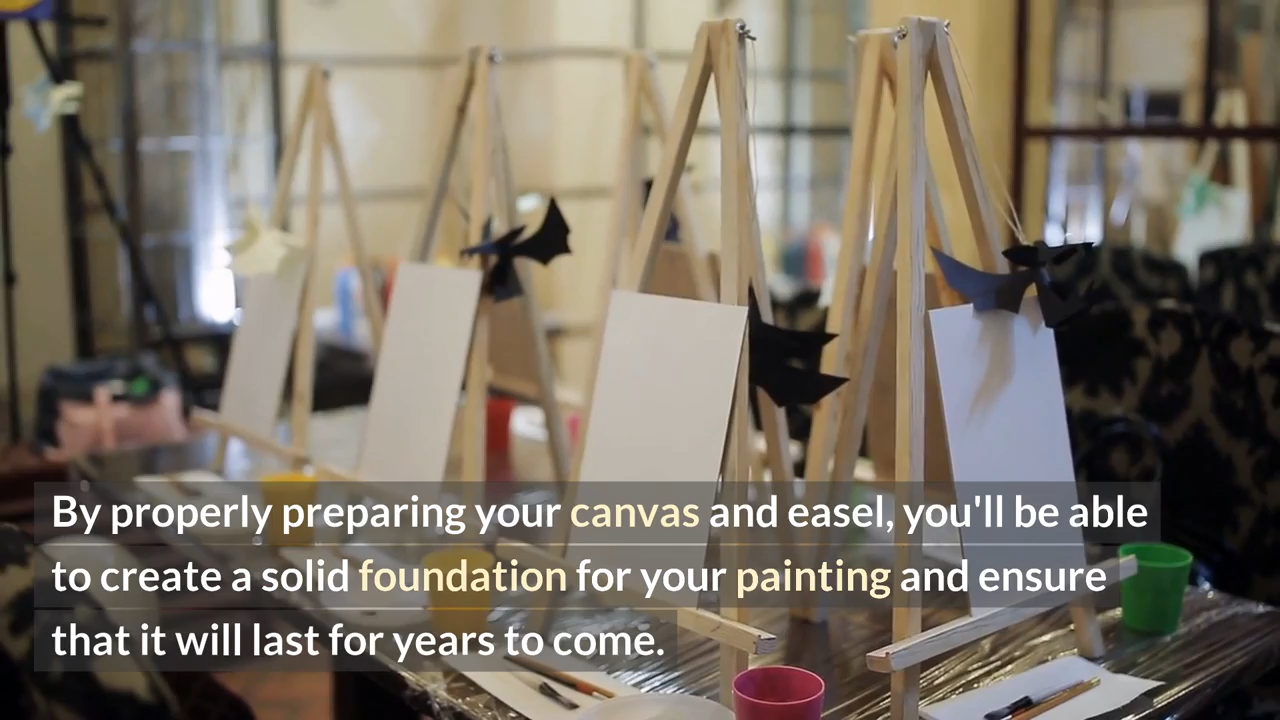 By properly preparing your canvas and easel, you'll be able
to create a solid foundation for your painting and ensure
that it will last for years to come.